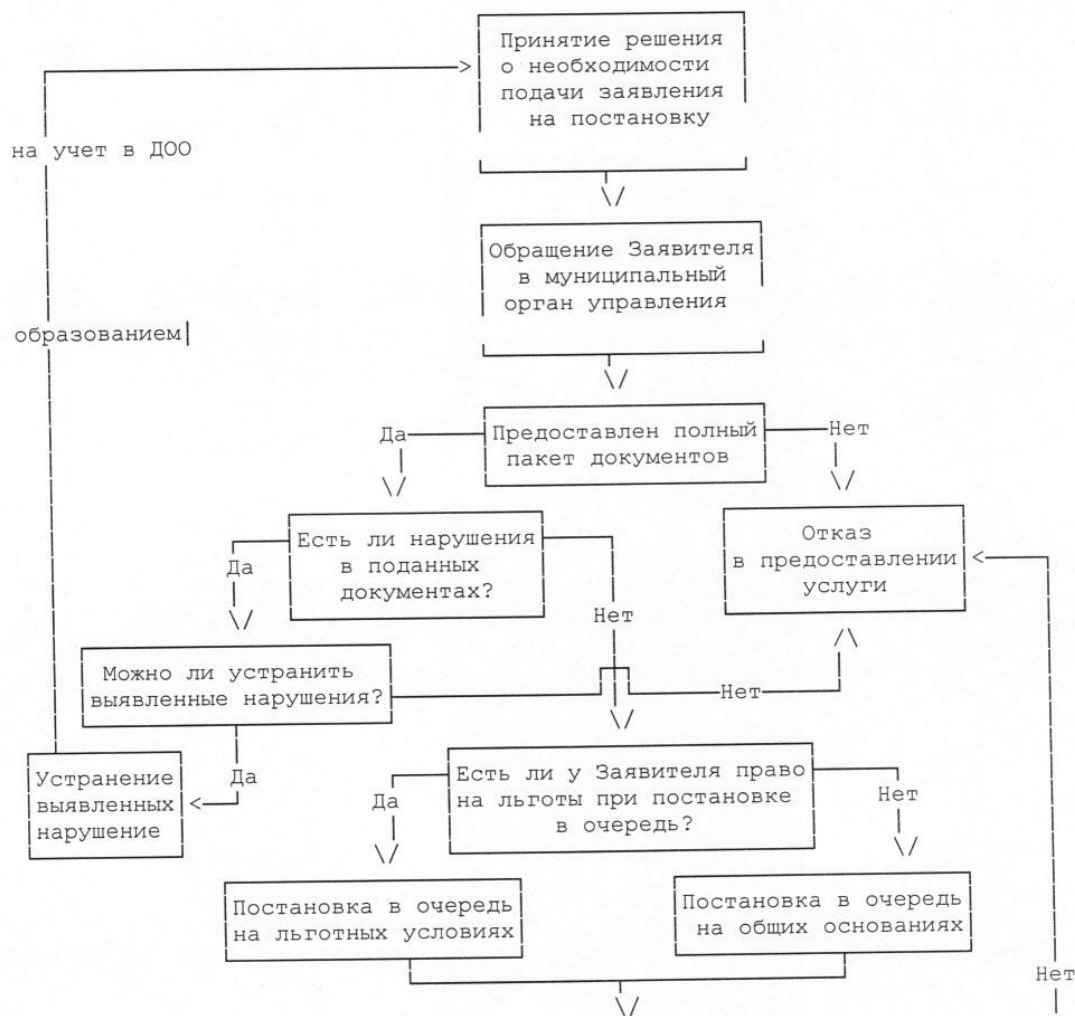 Принятие решения
о необходимости
подачи заявления
на постановку
на учет в ДОО
Обращение Заявителя
в муниципальный
орган управления
образованием
Да
Предоставлен полный
пакет документов
Нет
Есть ли нарушения
в поданных
документах?
Да
Нет
Отказ
в предоставлении
услуги
Можно ли устранить
выявленные нарушения?
Нет
Устранение
выявленных
нарушение
Да
Есть ли у Заявителя право
на льготы при постановке
в очередь?
Да
Нет
Постановка в очередь
на льготных условиях
Постановка в очередь
на общих основаниях
Нет